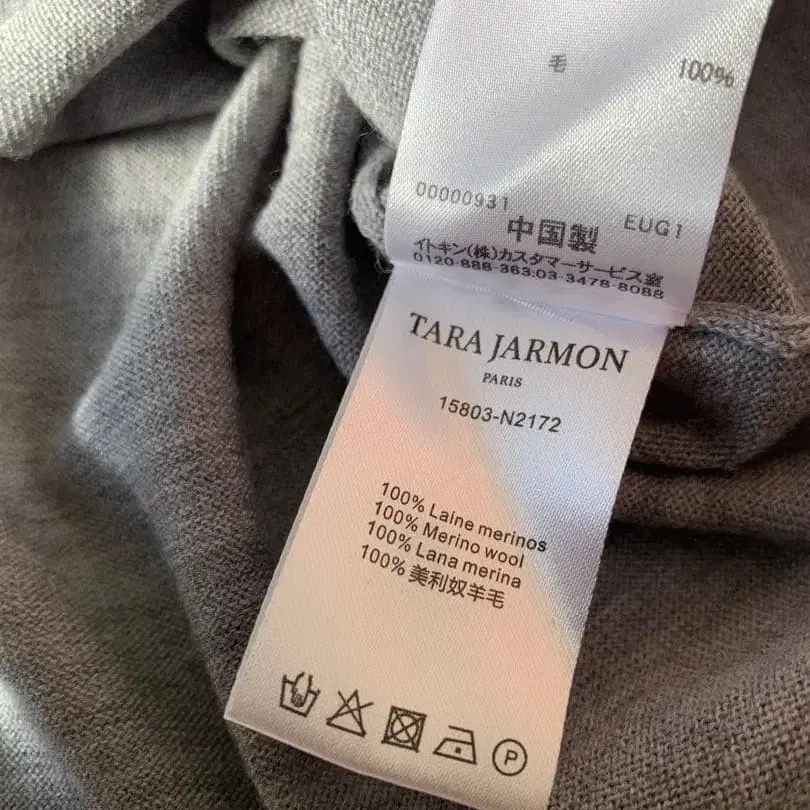 毛 100%
00000931
中国製 EUG1
イトキン(株)カスタマーサービス室
0120-888-363:03-3478-8088
TARA JARMON
PARIS
15803-N2172
100% Laine merinos
100% Merino wool
100% Lana merina
100% 美利奴羊毛
P